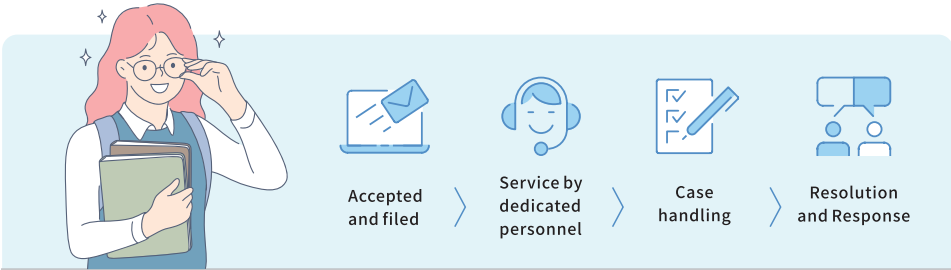 Accepted
and filed
Service by
dedicated
personnel
Case
handling
Resolution
and Response